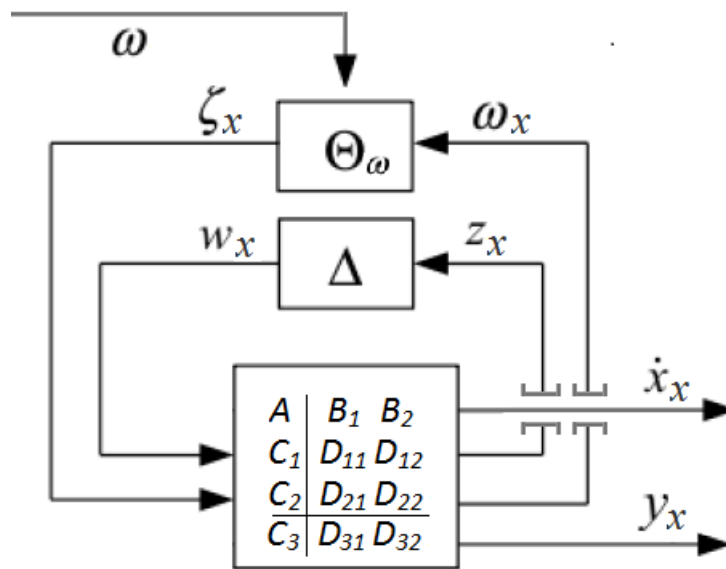 ω
ζx ωx
Θω
wx zx
Δ
ẋx
A B1 B2
C1 D11 D12
C2 D21 D22
C3 D31 D32
yx